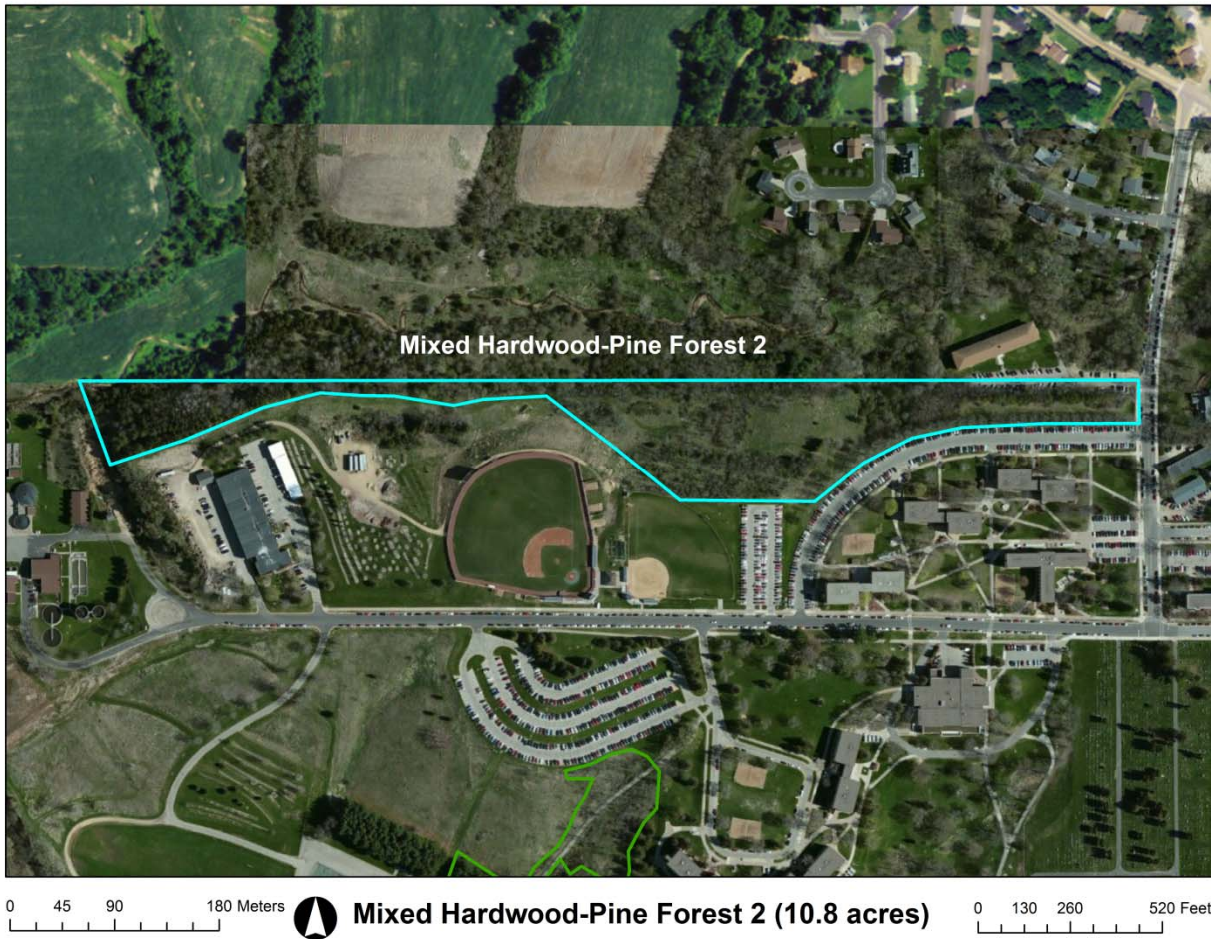 Mixed Hardwood-Pine Forest 2
0 45 90 180 Meters
Mixed Hardwood-Pine Forest 2 (10.8 acres)
0 130 260 520 Feet